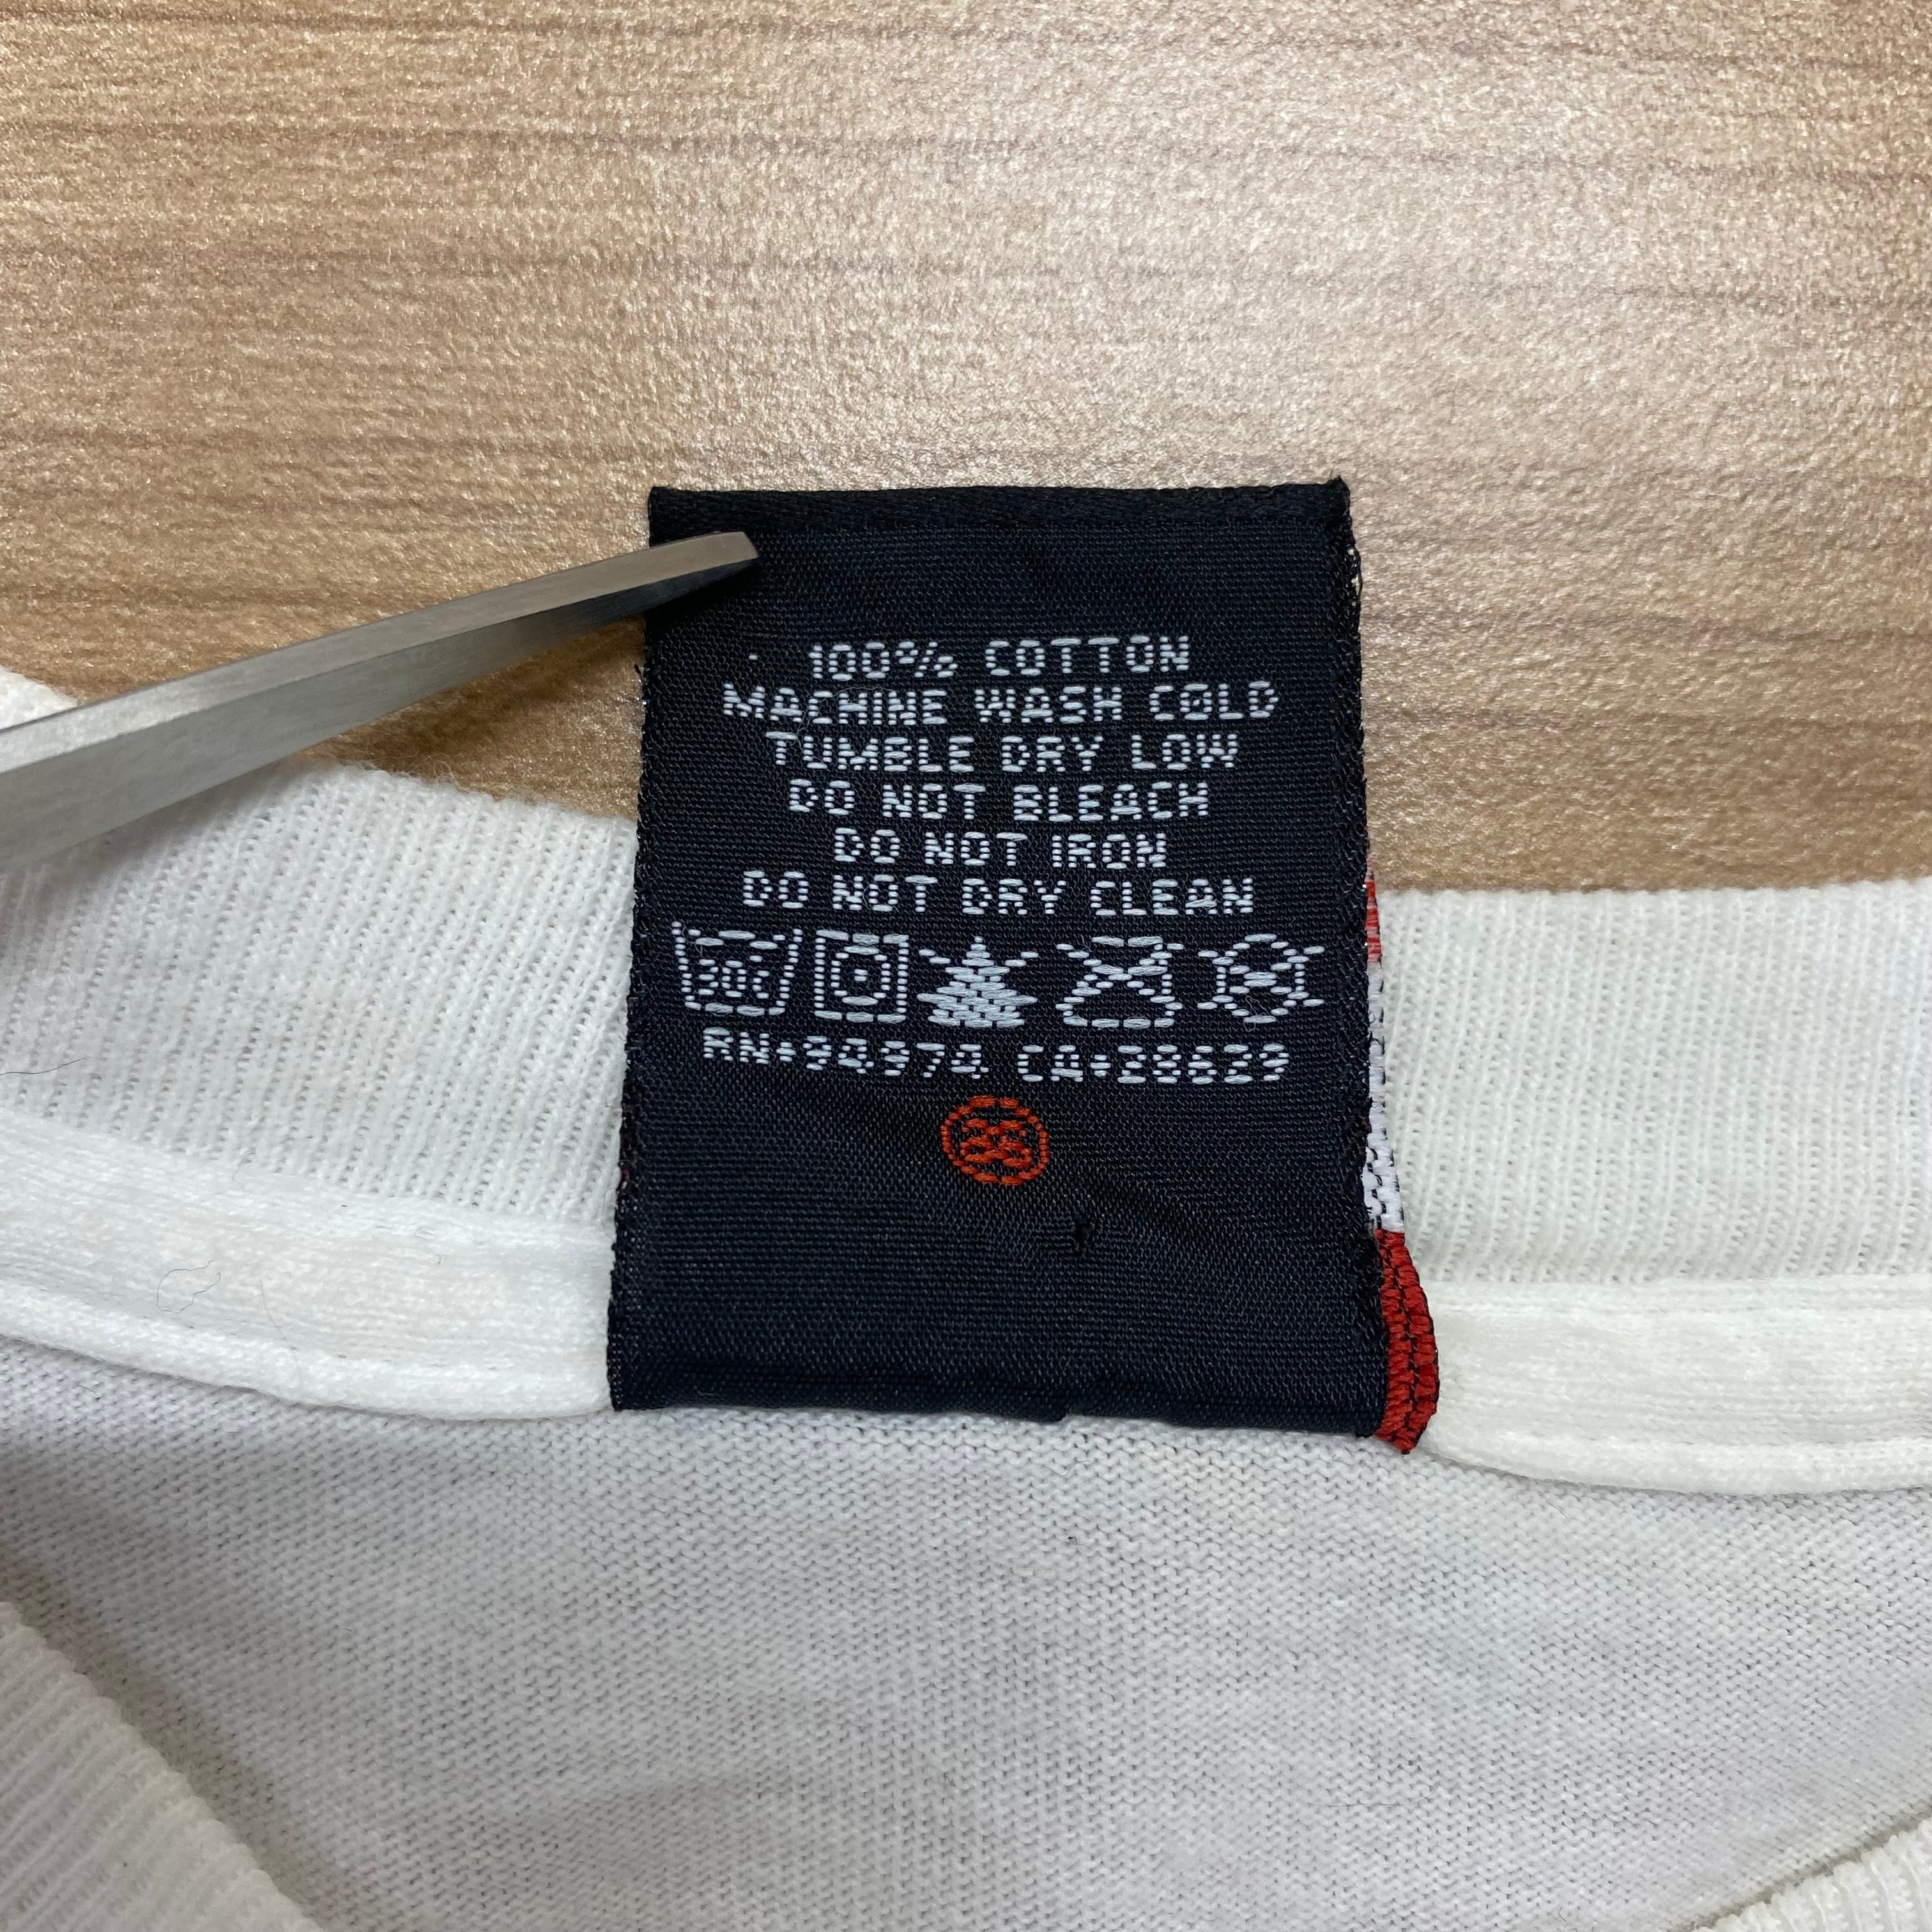 100% COTTON
MACHINE WASH COLD
TUMBLE DRY LOW
DO NOT BLEACH
DO NOT IRON
DO NOT DRY CLEAN
30c
RN•94974 CA•28629